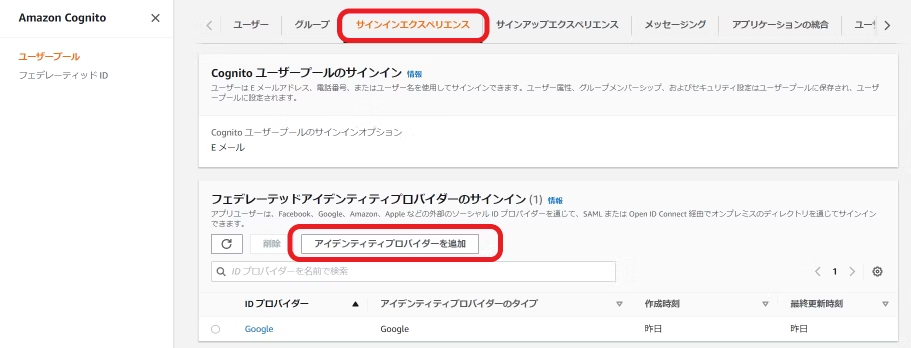 Amazon Cognito
ユーザープール
フェデレーティッド ID
ユーザー グループ サインインエクスペリエンス サインアップエクスペリエンス メッセージング アプリケーションの統合
Cognito ユーザープールのサインイン 情報
ユーザーは E メールアドレス、電話番号、またはユーザー名を使用してサインインできます。ユーザー属性、グループメンバーシップ、およびセキュリティ設定はユーザープールに保存され、ユーザ
ープールに設定されます。
Cognito ユーザープールのサインインオプション
E メール
フェデレーテッドアイデンティティプロバイダーのサインイン (1) 情報
アプリユーザーは、Facebook、Google、Amazon、Apple などの外部のソーシャル ID プロバイダーを通じて、SAML または Open ID Connect 経由でオンプレミスのディレクトリを通じてサインイン
できます。
削除 アイデンティティプロバイダーを追加
ID プロバイダーを名前で検索 1
ID プロバイダー アイデンティティプロバイダーのタイプ 作成時刻 最終更新時刻
Google Google 昨日 昨日